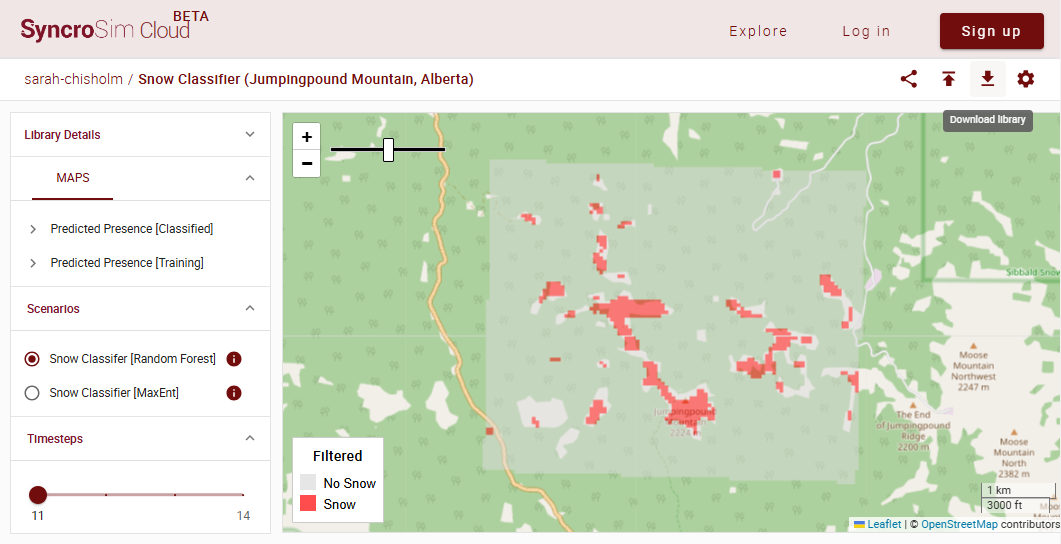 SyncroSim Cloud BETA
Explore
Log in
Sign up
sarah-chisholm / Snow Classifier (Jumpingpound Mountain, Alberta)
Download library
Library Details
MAPS
Predicted Presence [Classified]
Predicted Presence [Training]
Scenarios
Snow Classifer [Random Forest]
Snow Classifier [MaxEnt]
Timesteps
11
14
+
−
Sibbald Snow
Moose
Mountain
Northwest
2247 m
The End
of Jumpingpound
Ridge
2200 m
Moose
Mountain
North
2382 m
Jumpingpound
Mountain
Filtered
No Snow
Snow
1 km
3000 ft
Leaflet | © OpenStreetMap contributors